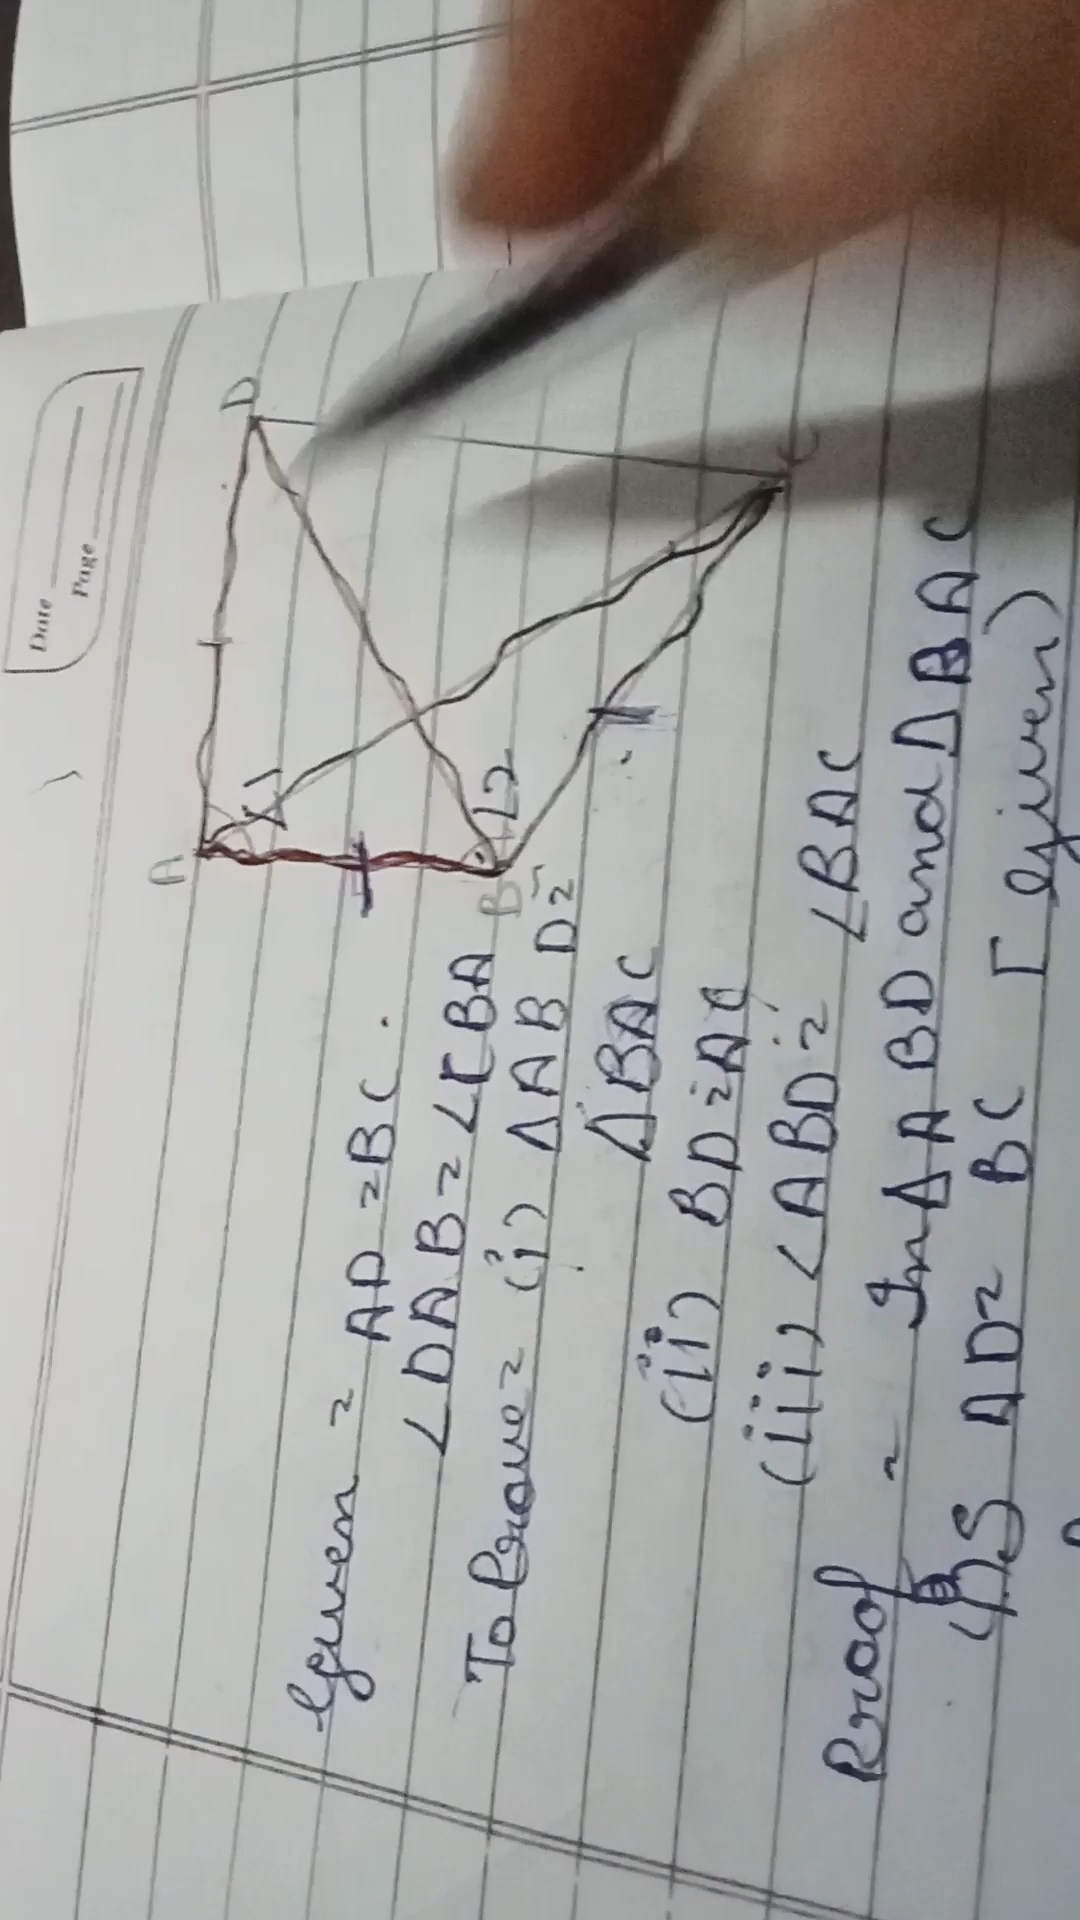 Date
Page
D
A
C
B
∠1
∠2
Given = AD = BC.
∠DAB = ∠CBA
To Prove = (i) ΔABD =
ΔBAC
(ii) BD = AC
(iii) ∠ABD = ∠BAC
Proof = In ΔABD and ΔBAC
AD = BC [given)